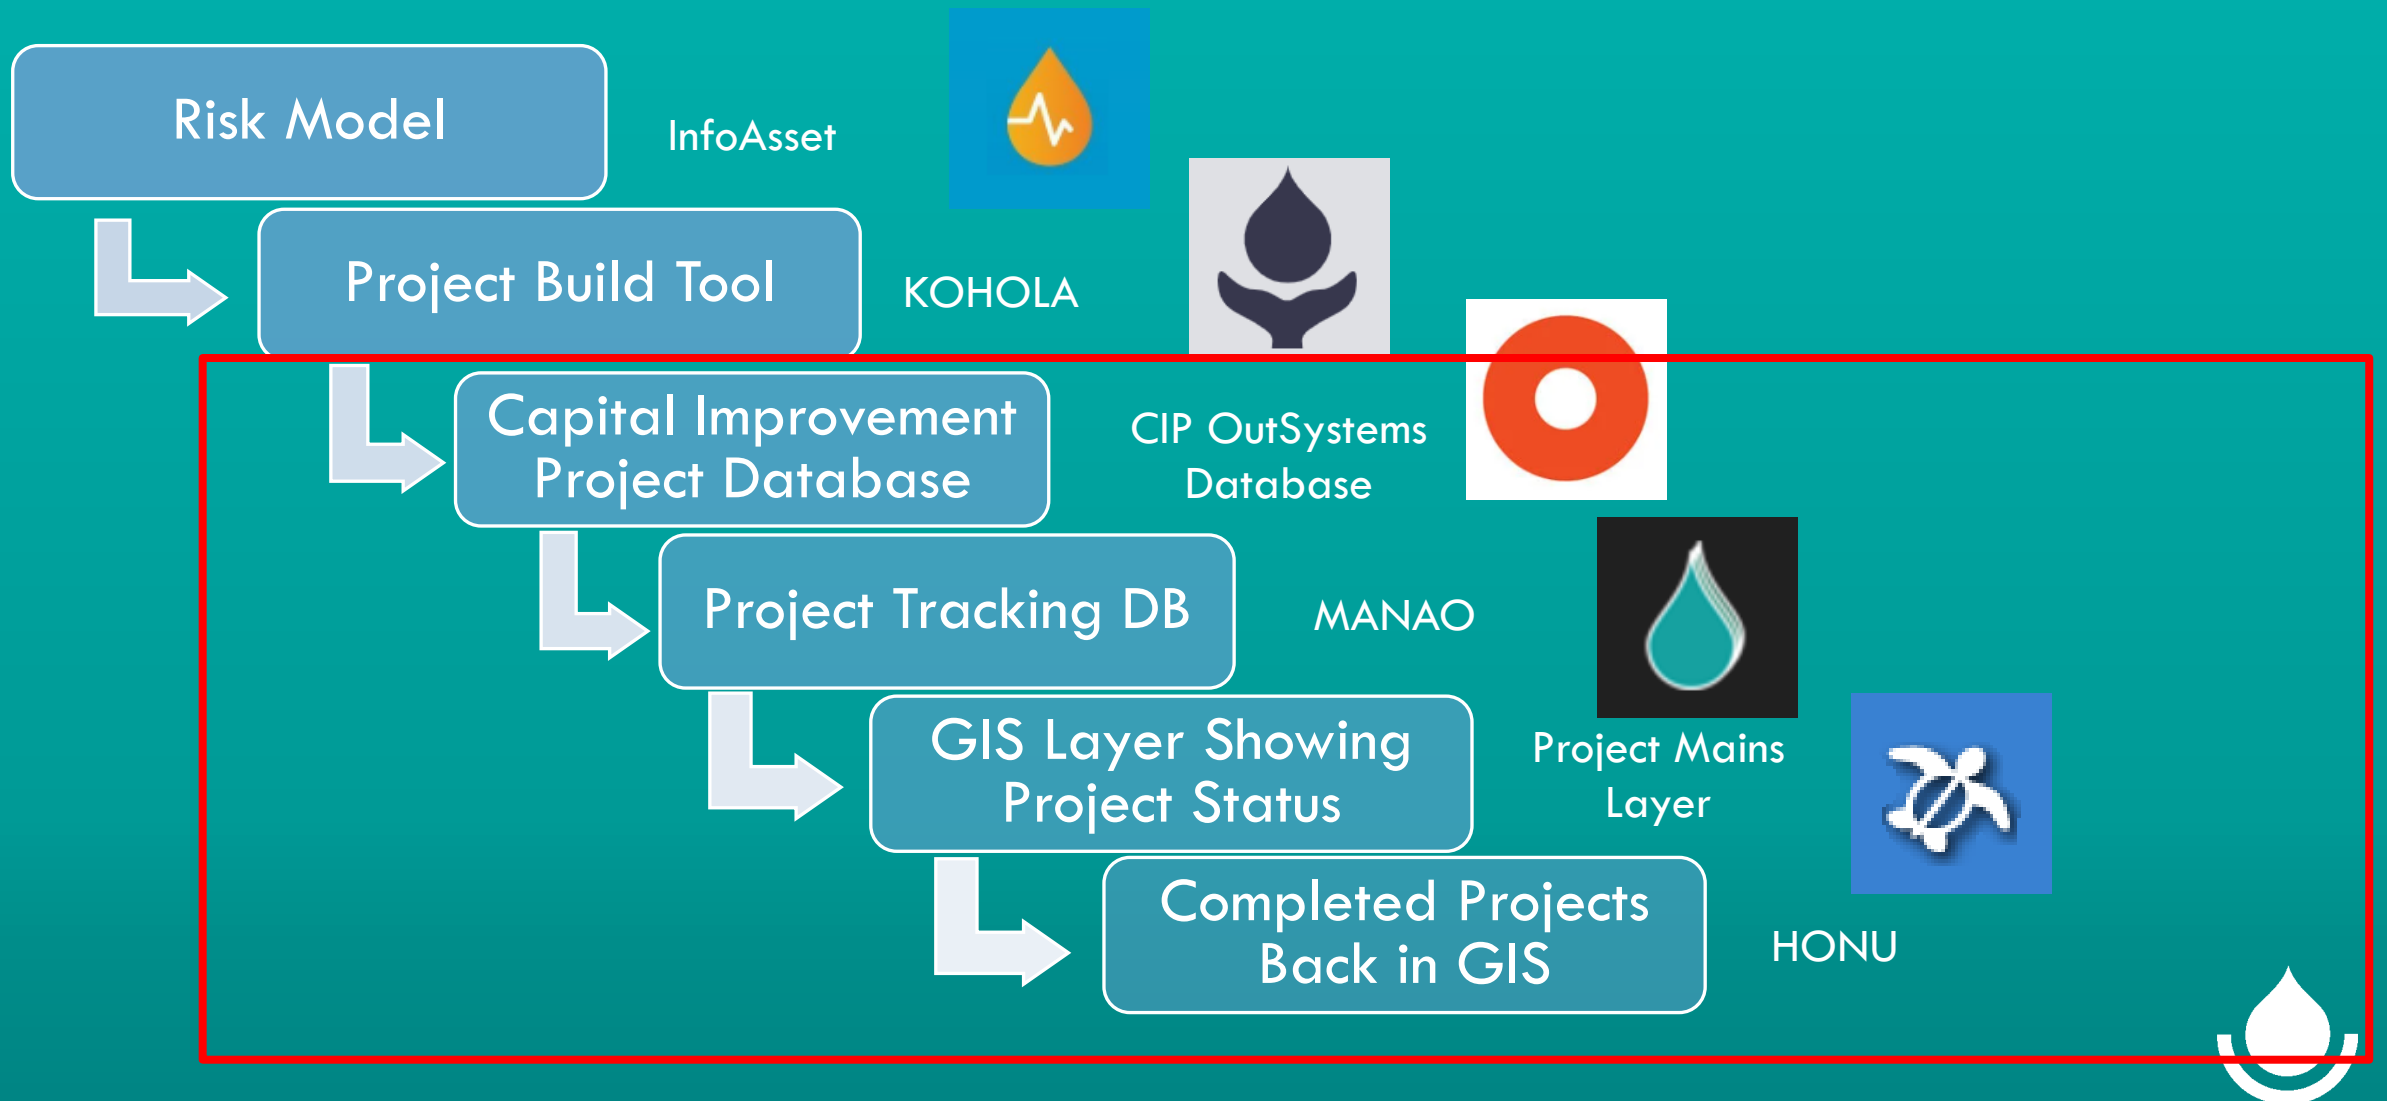 Risk Model
InfoAsset
Project Build Tool
KOHOLA
Capital Improvement
Project Database
CIP OutSystems
Database
Project Tracking DB
MANAO
GIS Layer Showing
Project Status
Project Mains
Layer
Completed Projects
Back in GIS
HONU